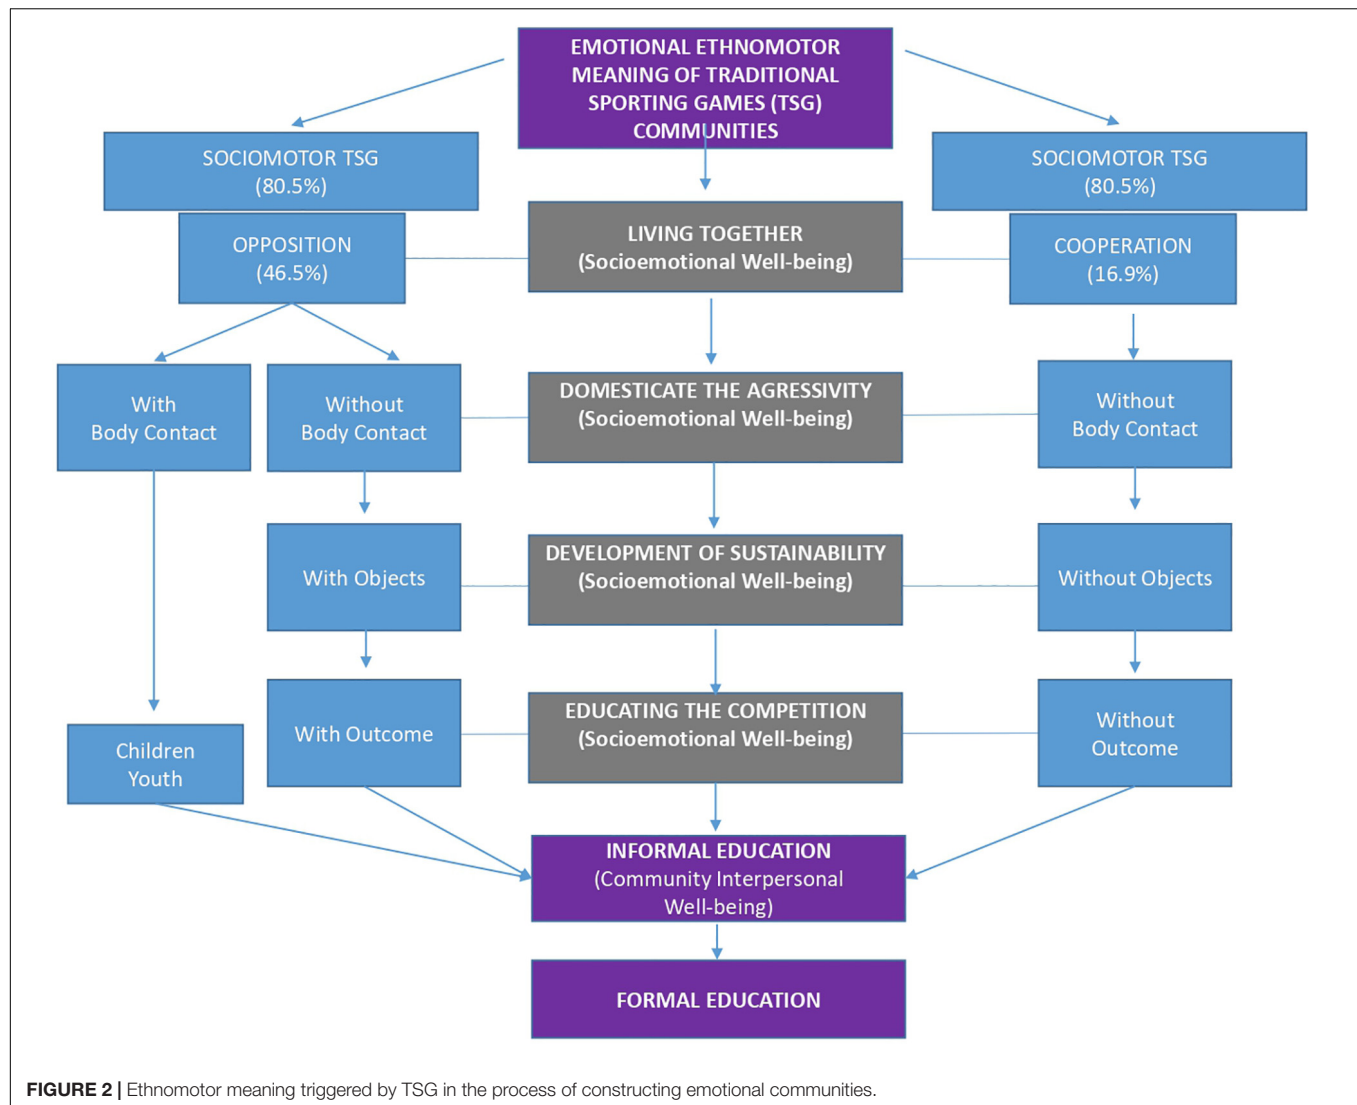 EMOTIONAL ETHNOMOTOR
MEANING OF TRADITIONAL
SPORTING GAMES (TSG)
COMMUNITIES
SOCIOMOTOR TSG
(80.5%)
SOCIOMOTOR TSG
(80.5%)
OPPOSITION
(46.5%)
LIVING TOGETHER
(Socioemotional Well-being)
COOPERATION
(16.9%)
With
Body Contact
Without
Body Contact
DOMESTICATE THE AGRESSIVITY
(Socioemotional Well-being)
Without
Body Contact
With Objects
DEVELOPMENT OF SUSTAINABILITY
(Socioemotional Well-being)
Without Objects
Children
Youth
With Outcome
EDUCATING THE COMPETITION
(Socioemotional Well-being)
Without
Outcome
INFORMAL EDUCATION
(Community Interpersonal
Well-being)
FORMAL EDUCATION
FIGURE 2 | Ethnomotor meaning triggered by TSG in the process of constructing emotional communities.